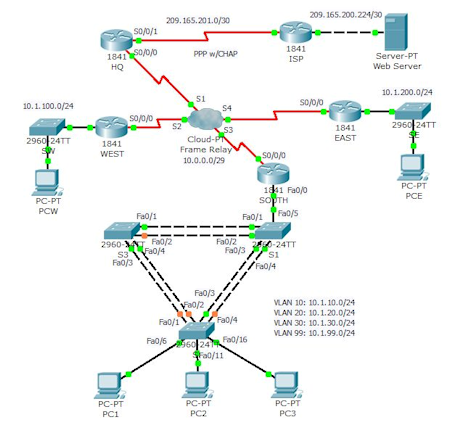 209.165.201.0/30
209.165.200.224/30
S0/0/1
1841
HQ
S0/0/0
PPP w/CHAP
1841
ISP
Server-PT
Web Server
10.1.100.0/24
2960-24TT
SW
1841
WEST
S0/0/0
S1
S2
S4
S3
Cloud-PT
Frame Relay
10.0.0.0/29
S0/0/0
1841
EAST
10.1.200.0/24
2960-24TT
SE
PC-PT
PCW
PC-PT
PCE
S0/0/0
1841
SOUTH
Fa0/0
Fa0/5
Fa0/1
Fa0/1
Fa0/2
Fa0/2
2960-24TT
S3
2960-24TT
S1
Fa0/4
Fa0/3
Fa0/3
Fa0/4
Fa0/3
Fa0/2
Fa0/1
Fa0/4
2960-24TT
Fa0/6
Fa0/11
Fa0/16
VLAN 10: 10.1.10.0/24
VLAN 20: 10.1.20.0/24
VLAN 30: 10.1.30.0/24
VLAN 99: 10.1.99.0/24
PC-PT
PC1
PC-PT
PC2
PC-PT
PC3